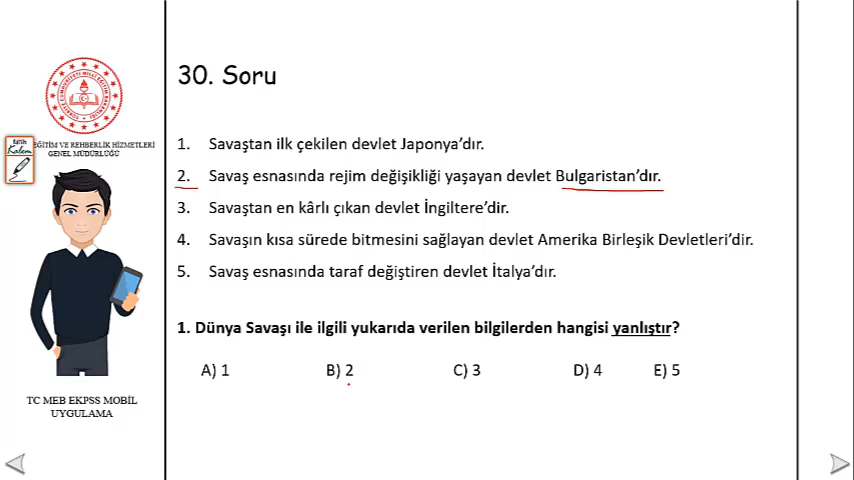 30. Soru
EĞİTİM VE REHBERLİK HİZMETLERİ
GENEL MÜDÜRLÜĞÜ
Kalem
1. Savaştan ilk çekilen devlet Japonya’dır.
2. Savaş esnasında rejim değişikliği yaşayan devlet Bulgaristan’dır.
3. Savaştan en kârlı çıkan devlet İngiltere’dir.
4. Savaşın kısa sürede bitmesini sağlayan devlet Amerika Birleşik Devletleri’dir.
5. Savaş esnasında taraf değiştiren devlet İtalya’dır.
1. Dünya Savaşı ile ilgili yukarıda verilen bilgilerden hangisi yanlıştır?
A) 1 B) 2 C) 3 D) 4 E) 5
TC MEB EKPSS MOBİL
UYGULAMA